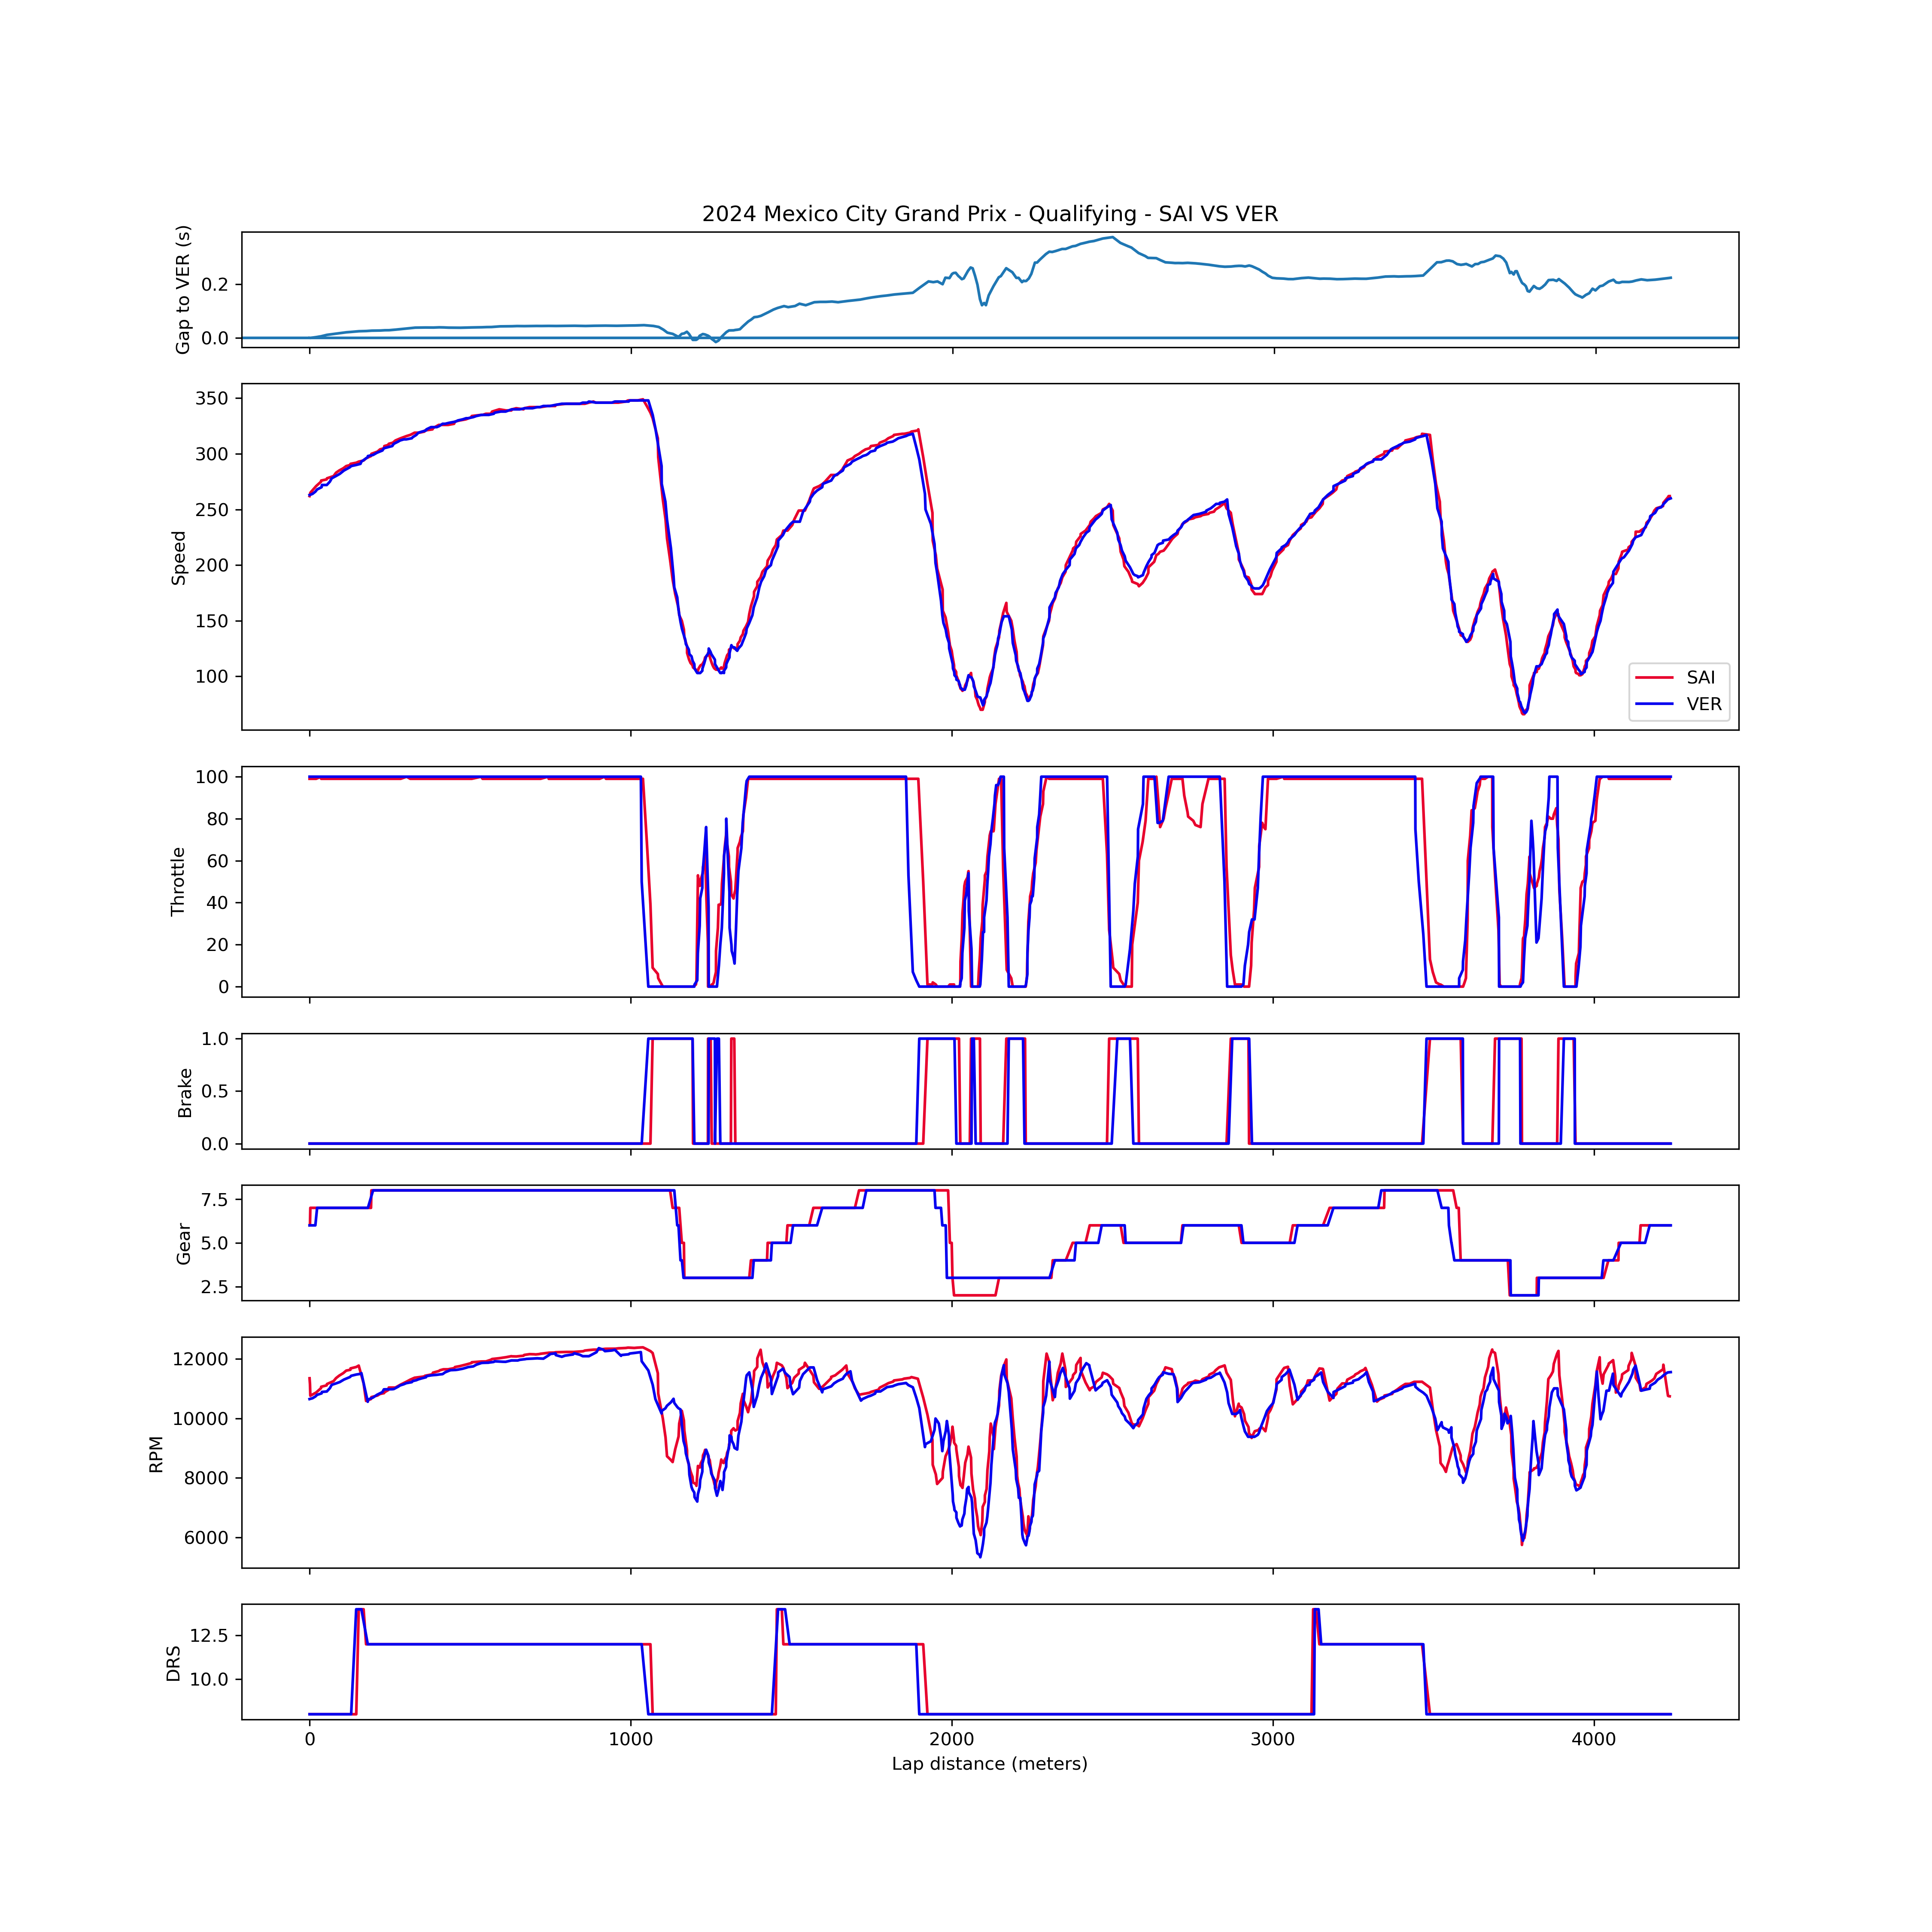 2024 Mexico City Grand Prix - Qualifying - SAI VS VER
Gap to VER (s)
0.2
0.0
Speed
350
300
250
200
150
100
SAI
VER
Throttle
100
80
60
40
20
0
Brake
1.0
0.5
0.0
Gear
7.5
5.0
2.5
RPM
12000
10000
8000
6000
DRS
12.5
10.0
0 1000 2000 3000 4000
Lap distance (meters)